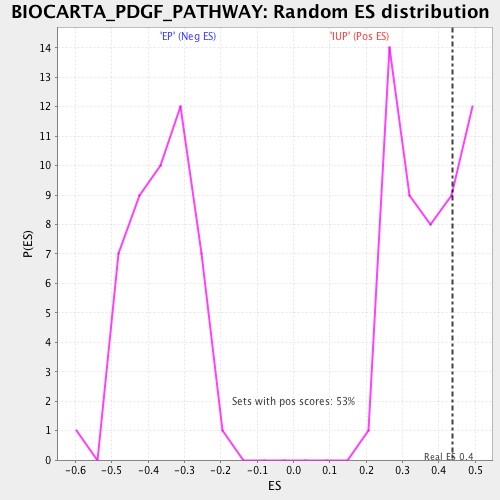 BIOCARTA_PDGF_PATHWAY: Random ES distribution
'EP' (Neg ES) 'IUP' (Pos ES)
14
13
12
11
10
9
8
7
6
5
4
3
2
1
0
P(ES)
Sets with pos scores: 53%
Real ES 0.4
-0.6 -0.5 -0.4 -0.3 -0.2 -0.1 0.0 0.1 0.2 0.3 0.4 0.5
ES